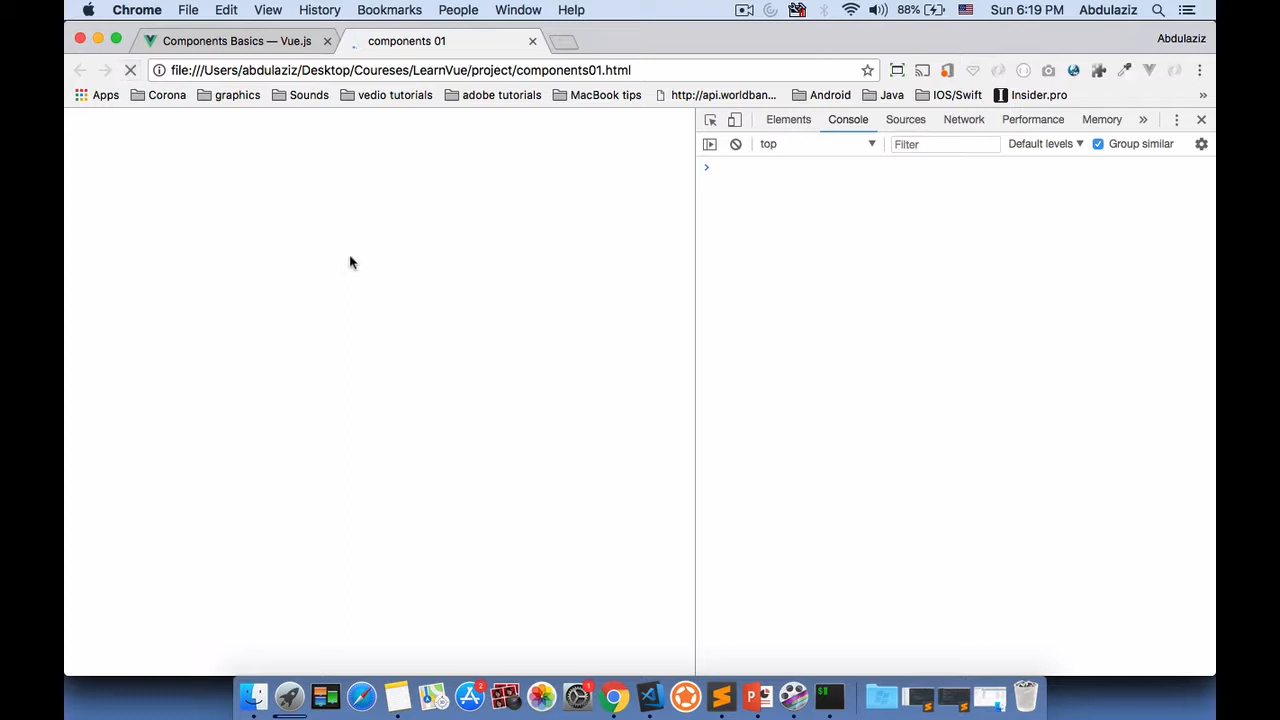 Chrome File Edit View History Bookmarks People Window Help 88% Sun 6:19 PM Abdulaziz
Components Basics — Vue.js components 01 Abdulaziz
file:///Users/abdulaziz/Desktop/Coureses/LearnVue/project/components01.html
Apps Corona graphics Sounds vedio tutorials adobe tutorials MacBook tips http://api.worldban... Android Java IOS/Swift Insider.pro »
Elements Console Sources Network Performance Memory »
top Filter Default levels Group similar
>
2 1